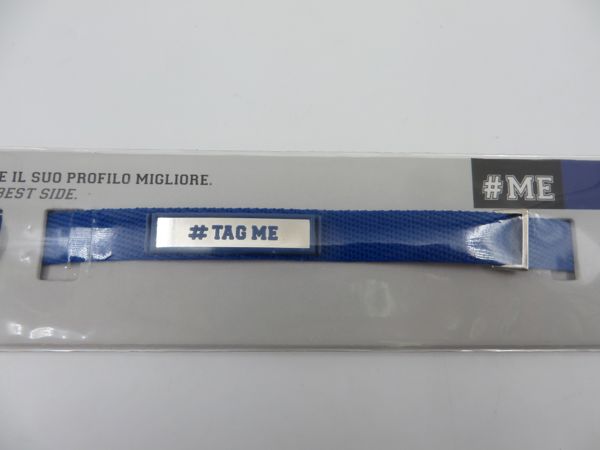 E IL SUO PROFILO MIGLIORE.
BEST SIDE.
#ME
# TAG ME